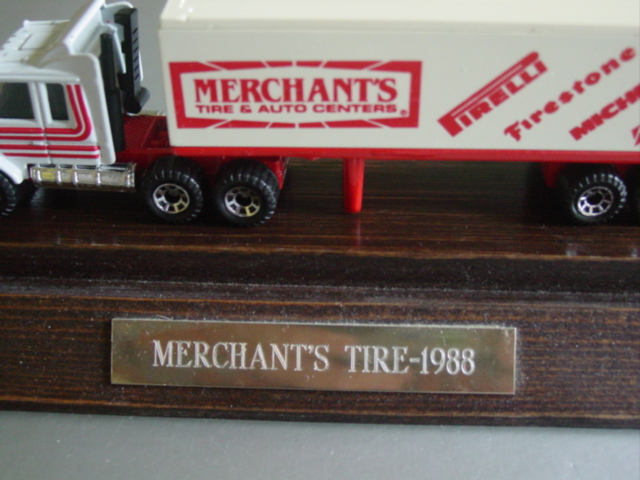 MERCHANT'S
TIRE & AUTO CENTERS
PIRELLI
Firestone
MERCHANT'S TIRE-1988